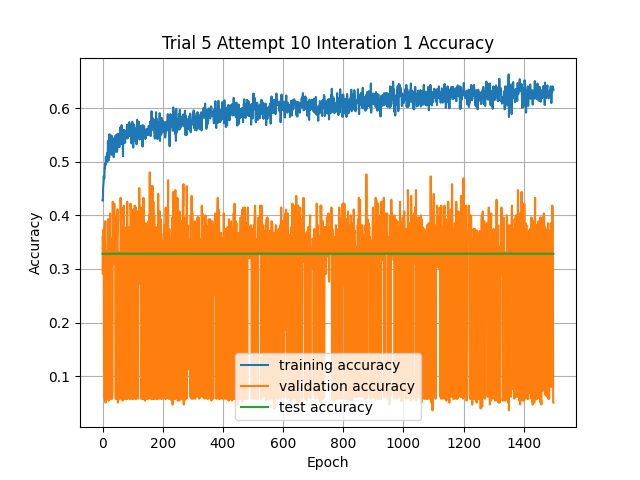 Trial 5 Attempt 10 Interation 1 Accuracy
Accuracy
0.6
0.5
0.4
0.3
0.2
0.1
training accuracy
validation accuracy
test accuracy
0 200 400 600 800 1000 1200 1400
Epoch